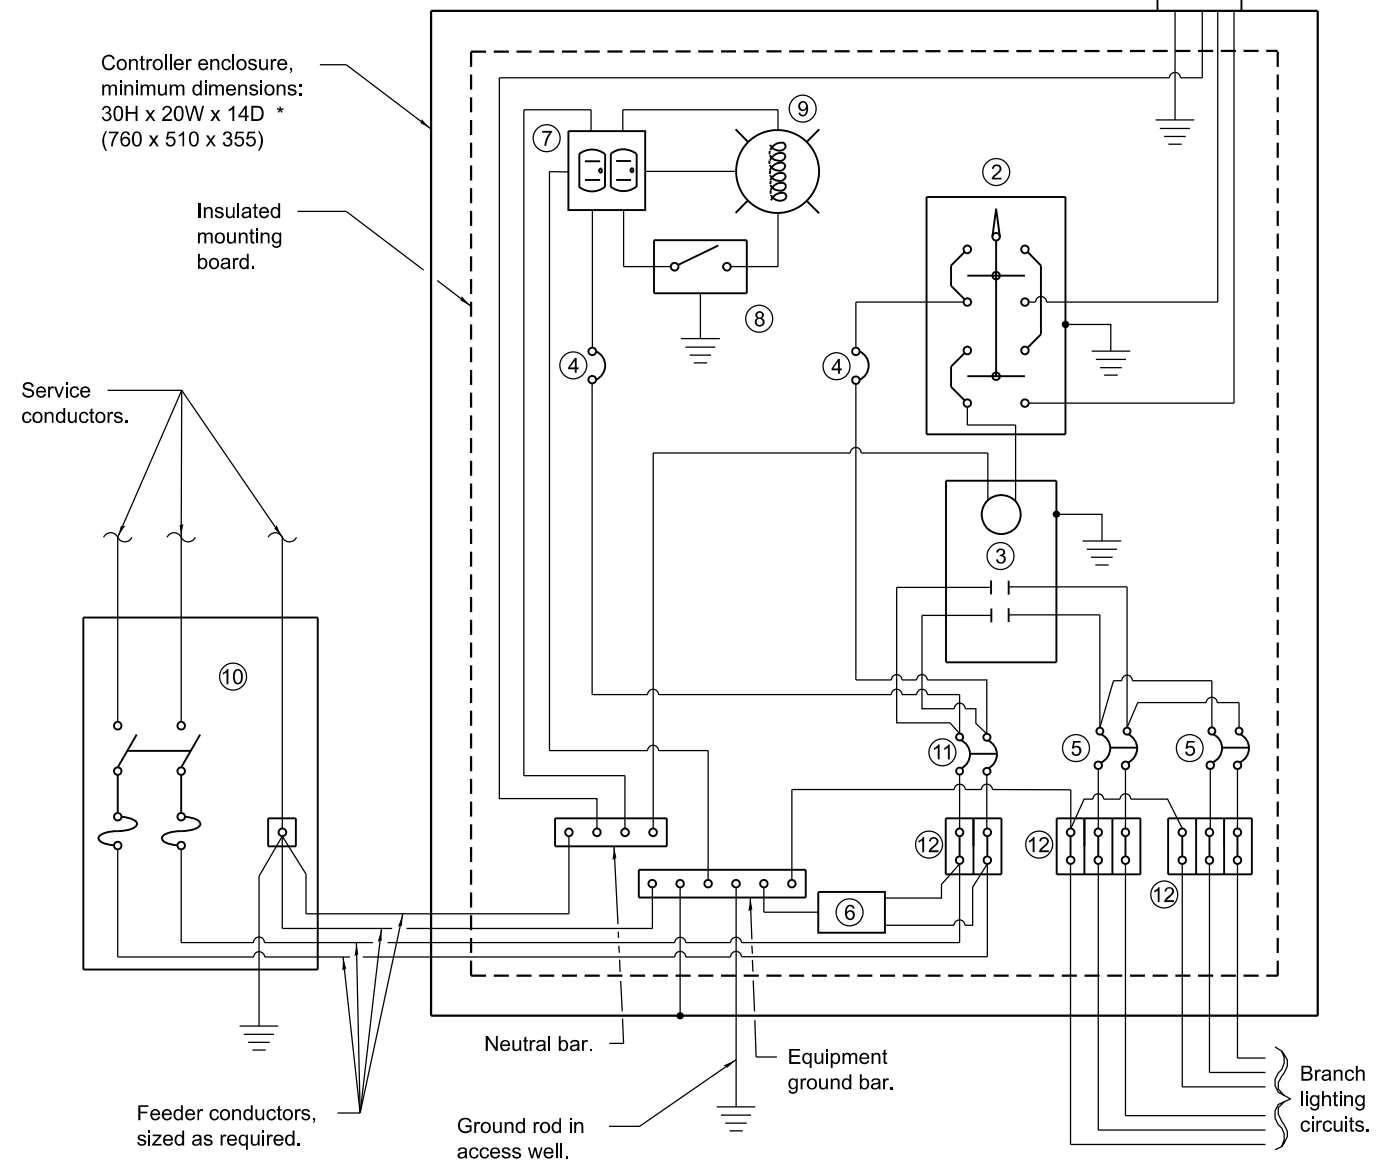 Controller enclosure,
minimum dimensions:
30H x 20W x 14D *
(760 x 510 x 355)
Insulated
mounting
board.
7
9
2
8
4
4
Service
conductors.
3
10
11
5
5
12
12
12
6
Neutral bar.
Equipment
ground bar.
Feeder conductors,
sized as required.
Ground rod in
access well.
Branch
lighting
circuits.